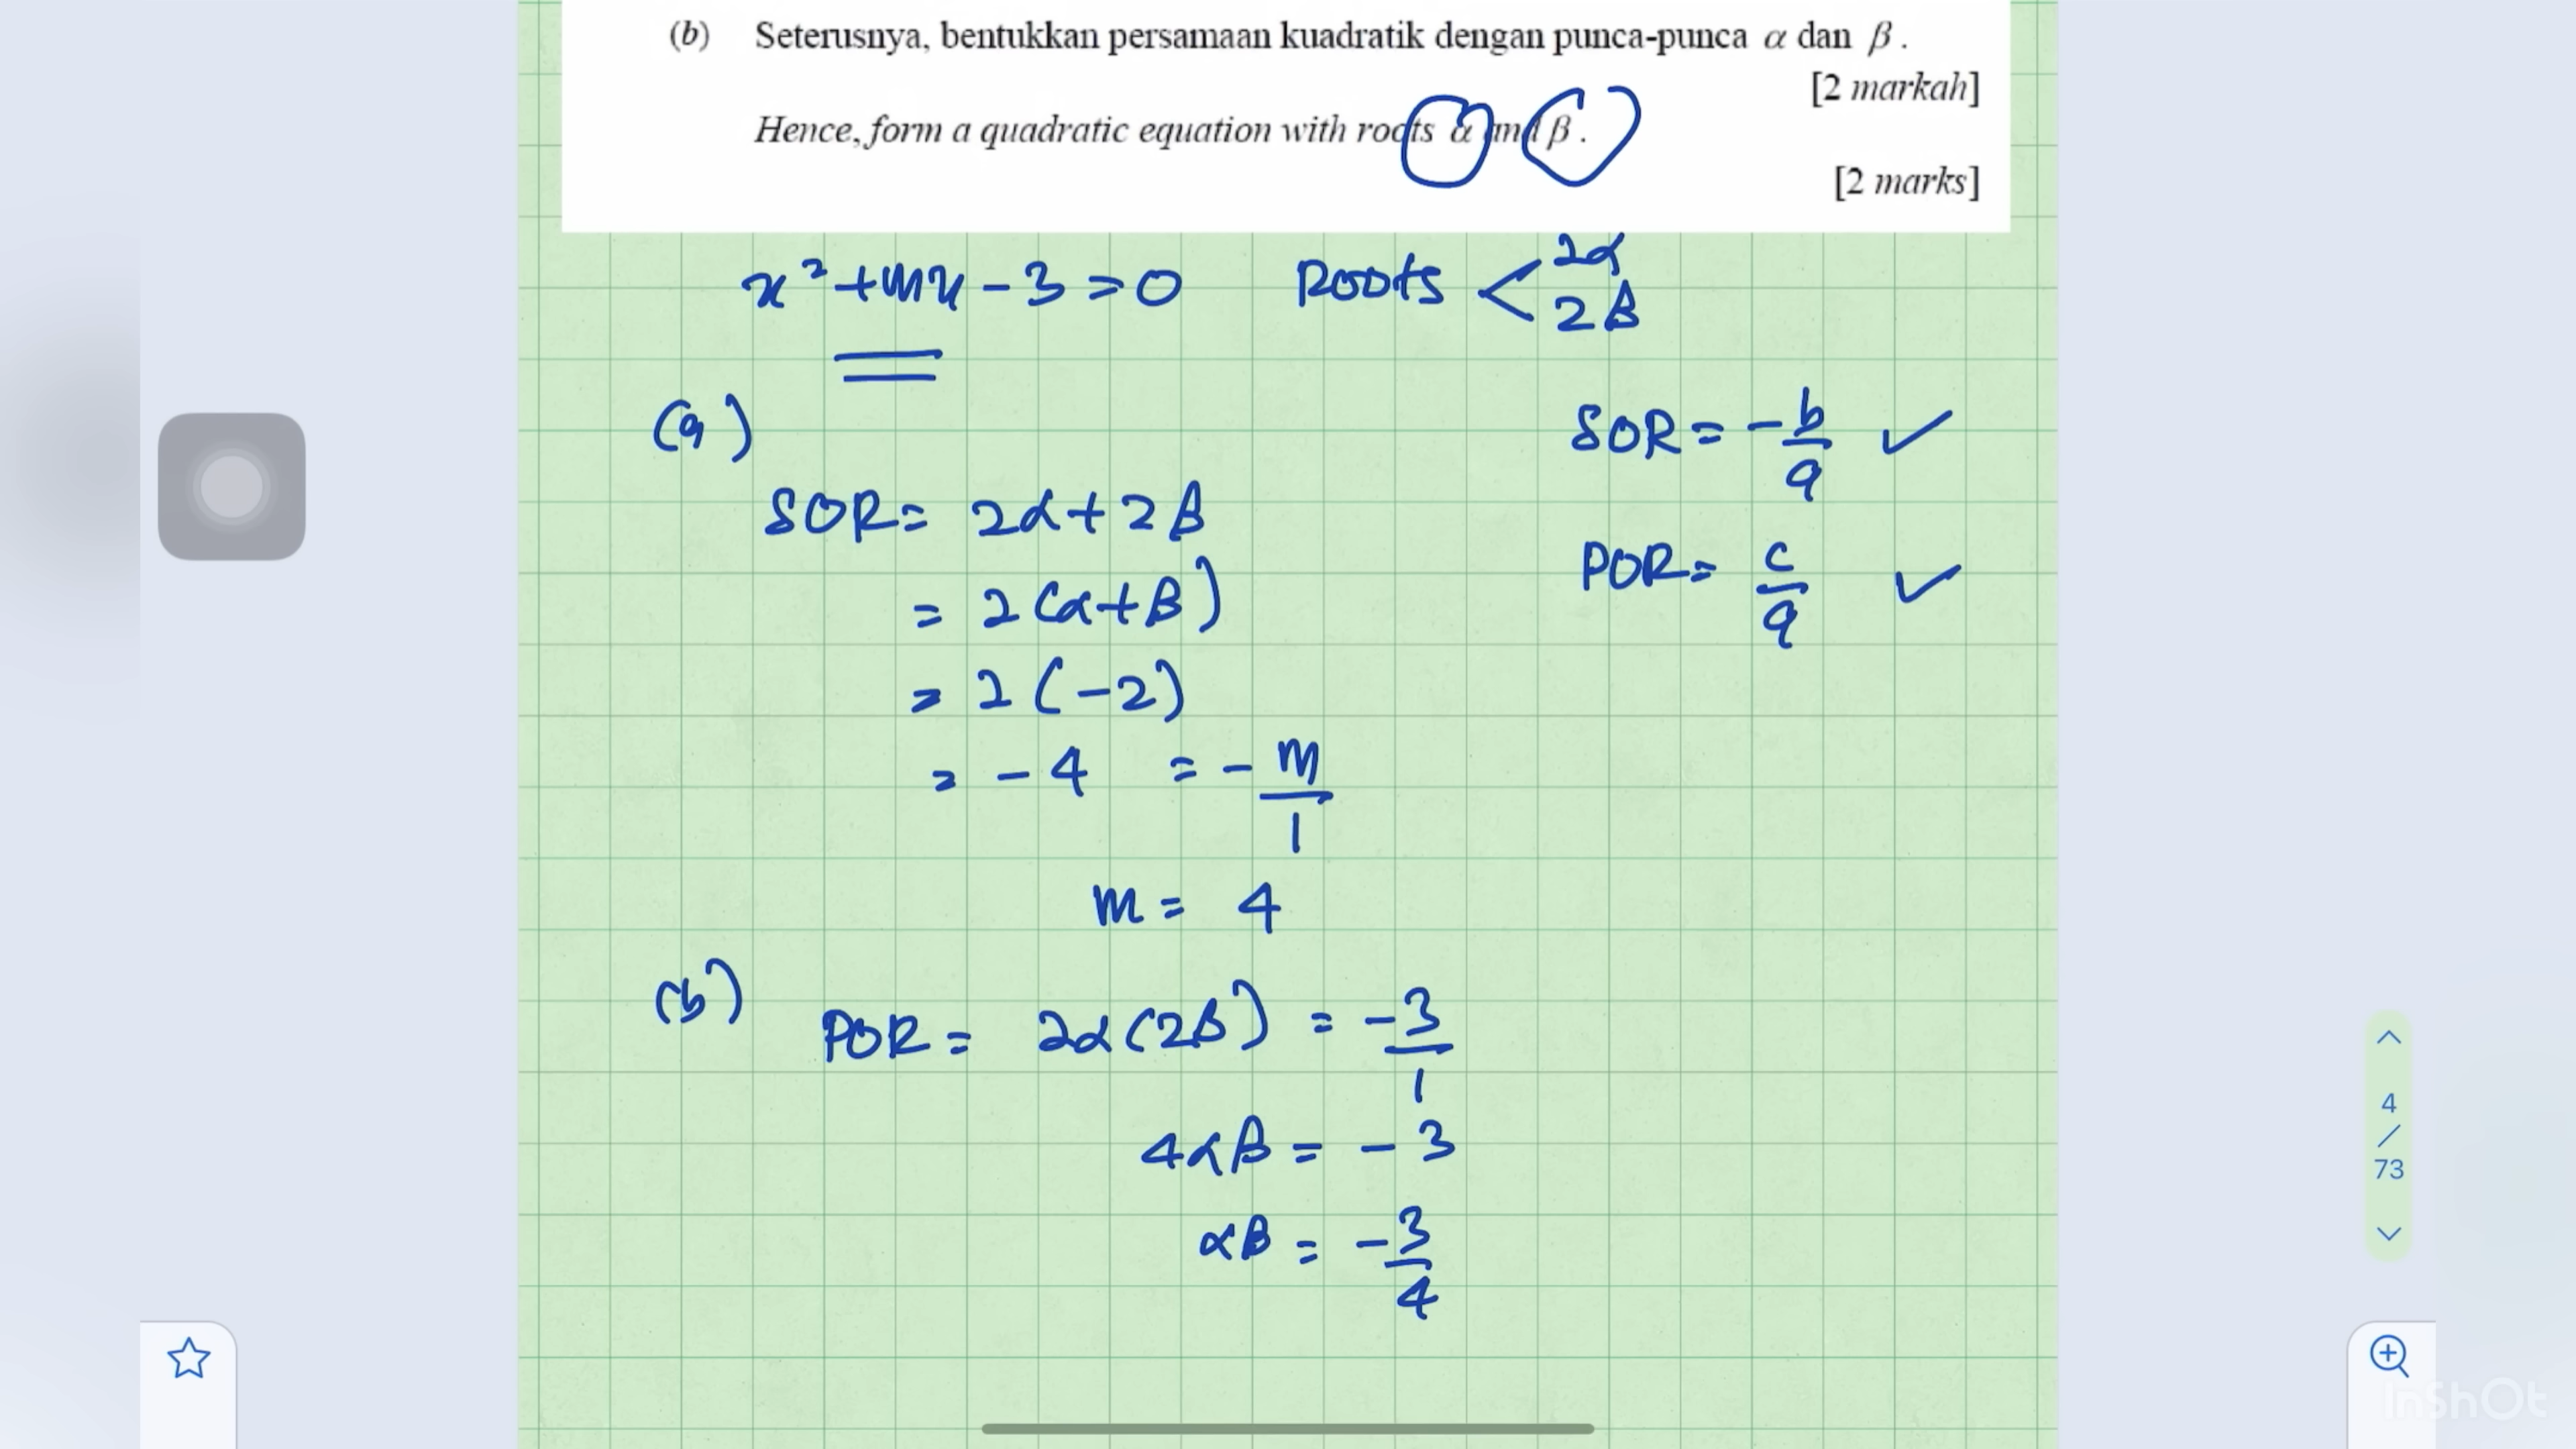 (b) Seterusnya, bentukkan persamaan kuadratik dengan punca-punca α dan β.
[2 markah]
Hence, form a quadratic equation with roots α and β.
[2 marks]
x² + mx - 3 = 0 Roots < 2α 2β
(a)
SOR = -b/a ✓
SOR = 2α + 2β
POR = c/a ✓
= 2(α+β)
= 2(-2)
= -4 = -m/1
m = 4
(b) POR = 2α(2β) = -3/1
4αβ = -3
αβ = -3/4
4
/
73
InShOt